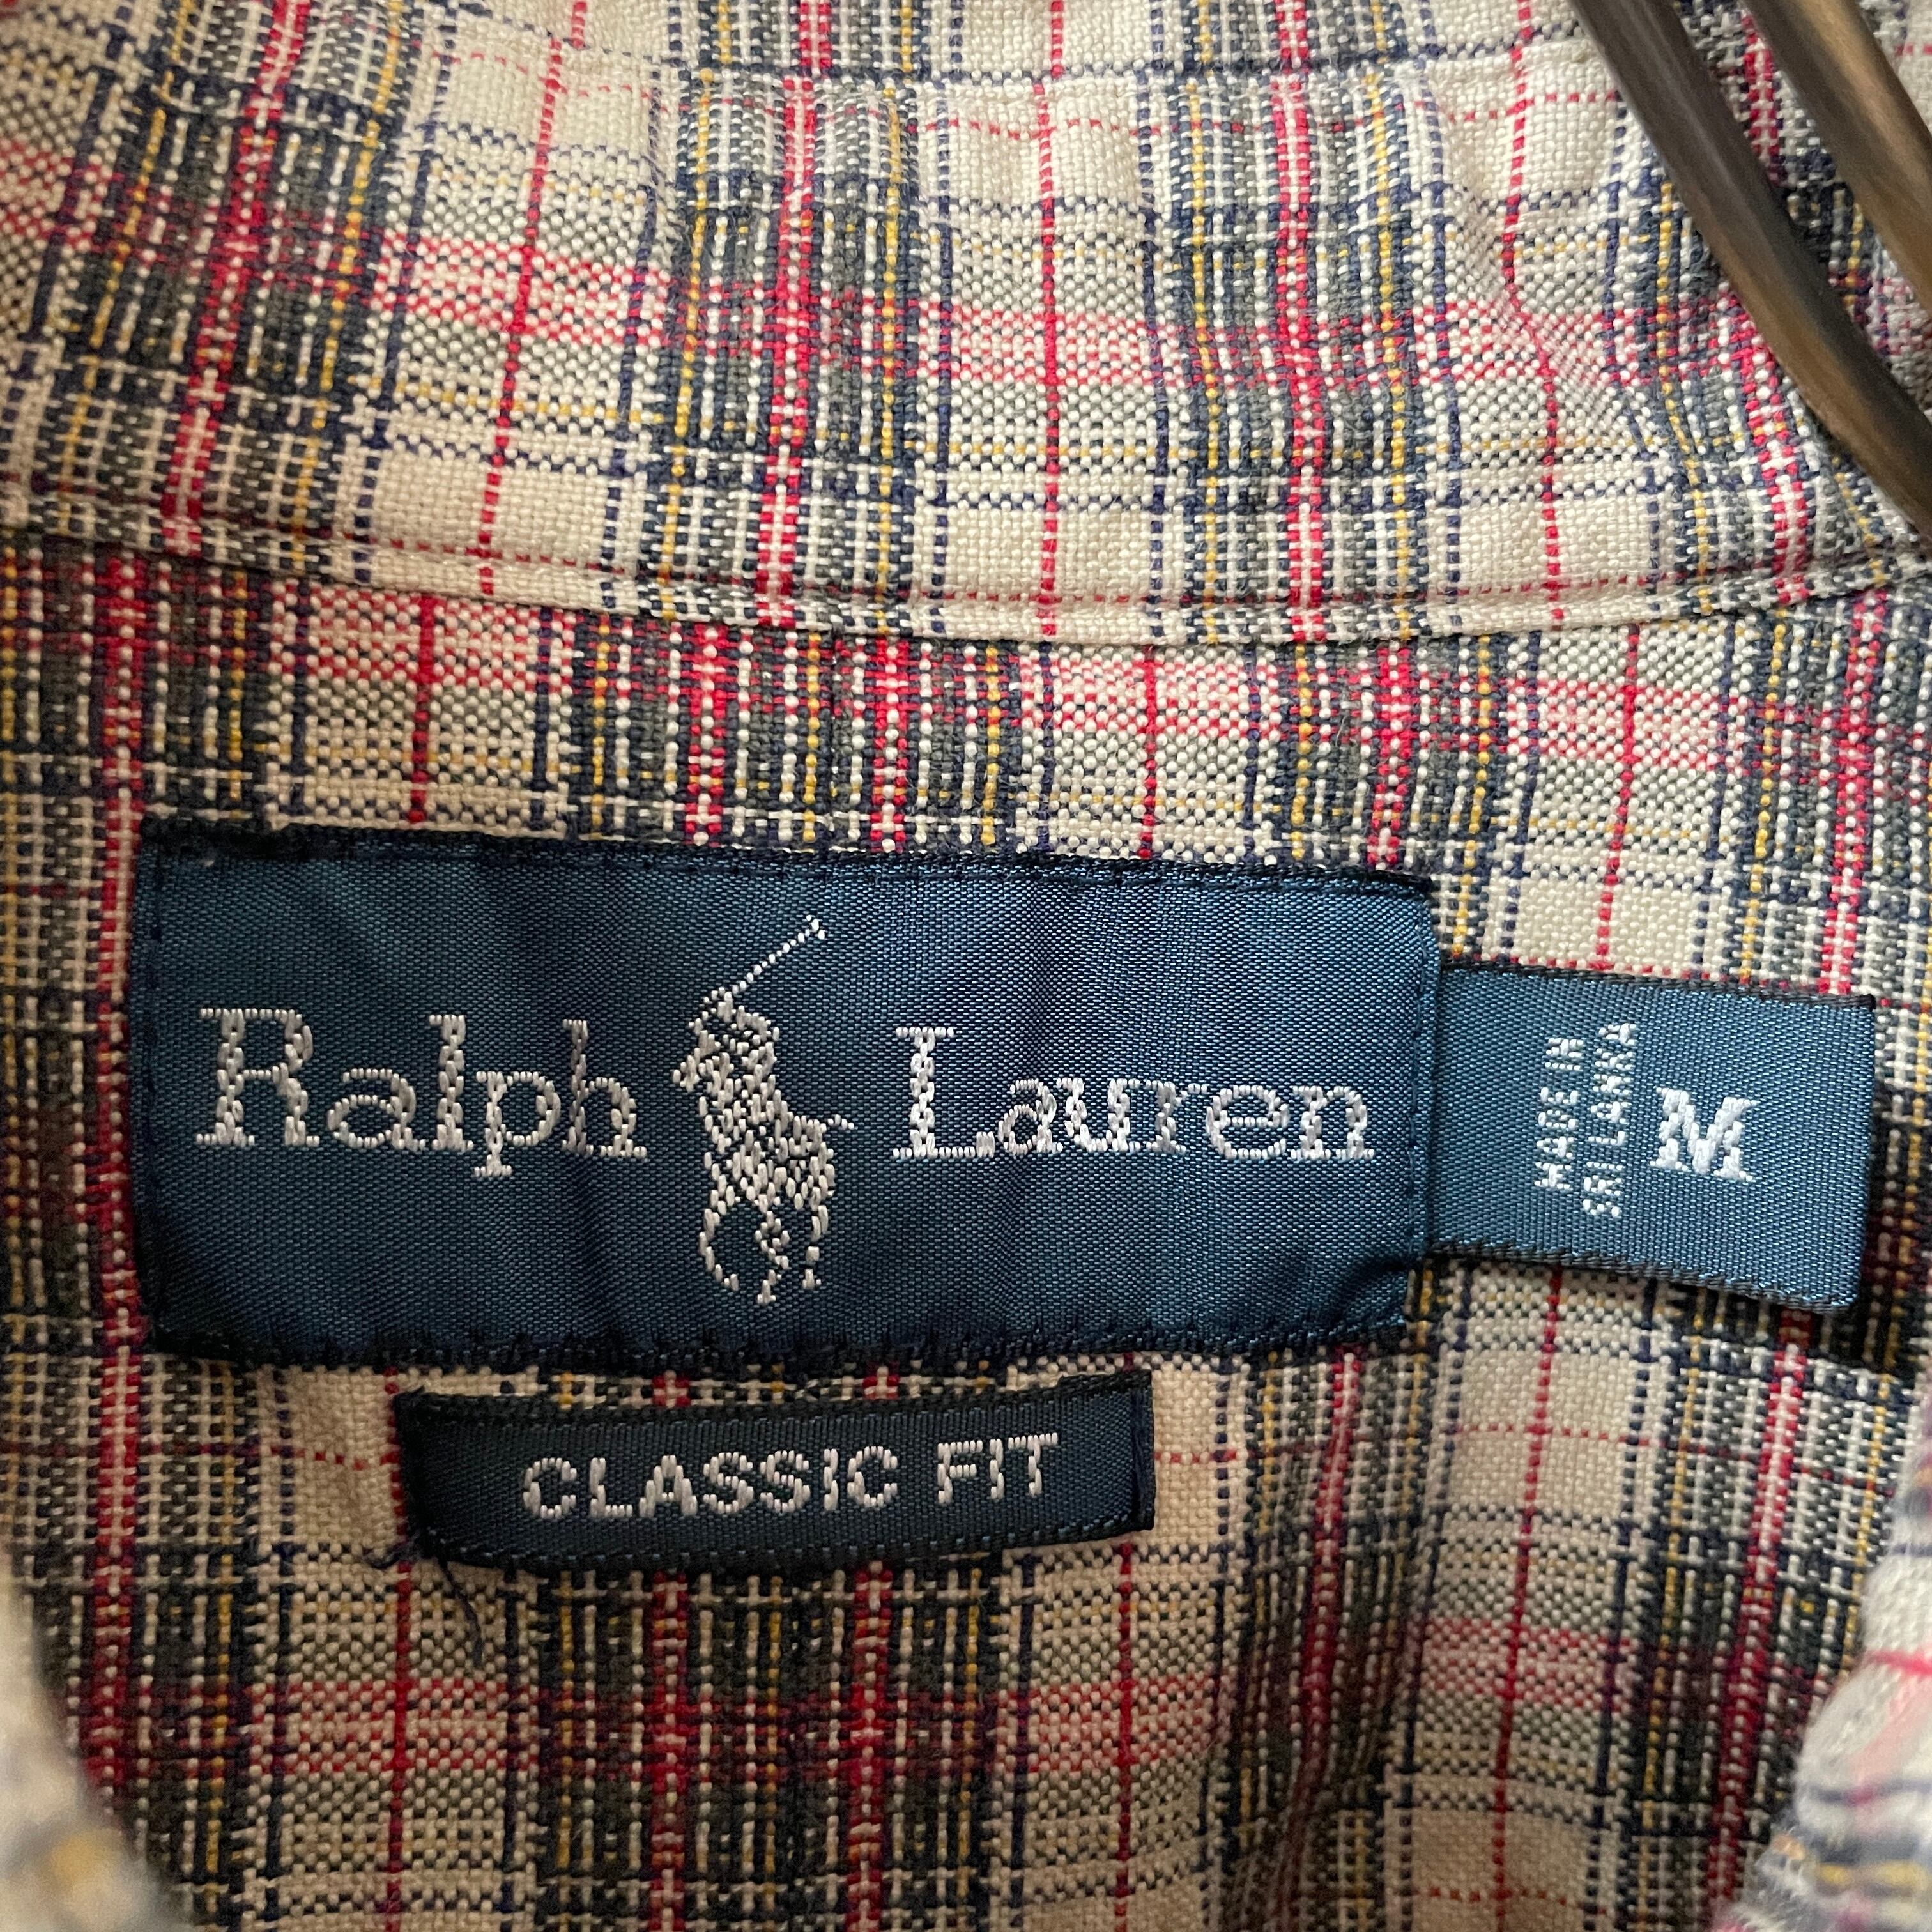 Ralph Lauren
MADE IN
SRI LANKA
M
CLASSIC FIT